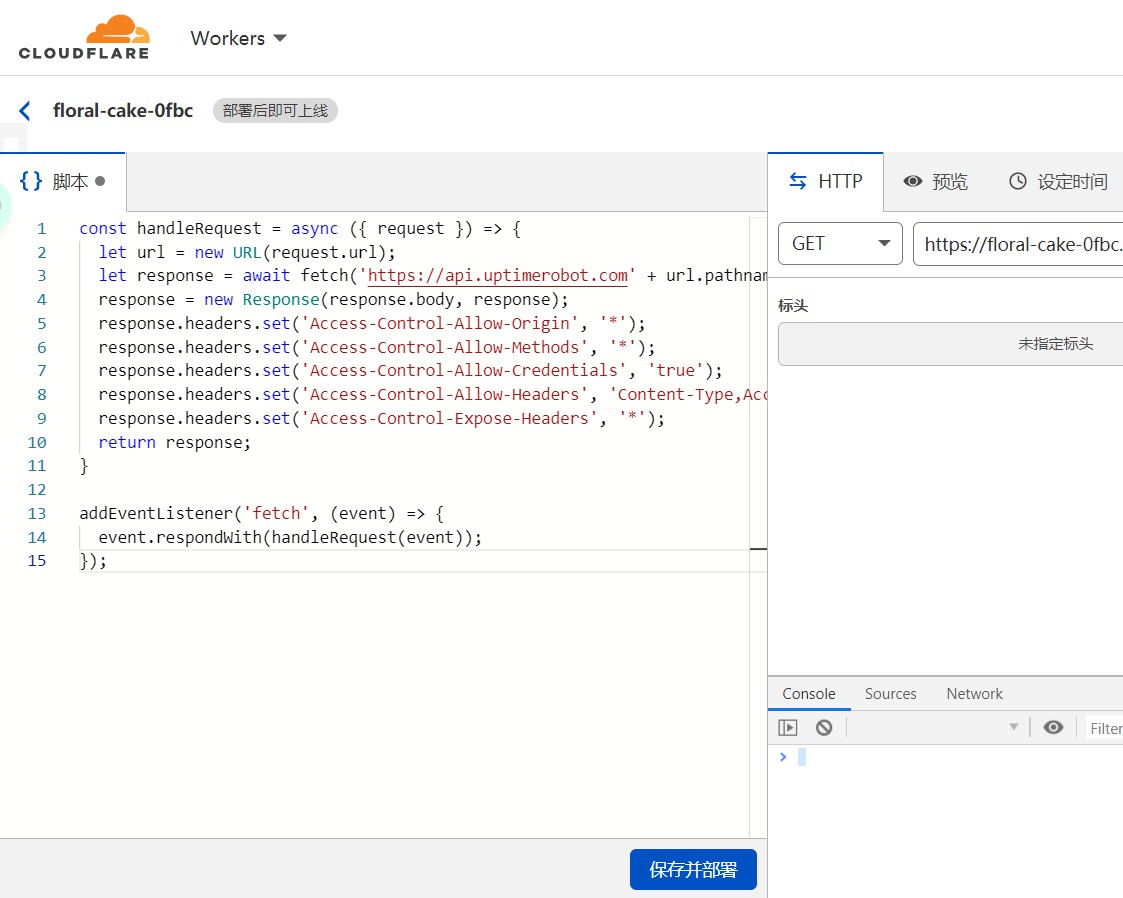 CLOUDFLARE
Workers
floral-cake-0fbc 部署后即可上线
{} 脚本
1 const handleRequest = async ({ request }) => {
2 let url = new URL(request.url);
3 let response = await fetch('https://api.uptimerobot.com' + url.pathnam
4 response = new Response(response.body, response);
5 response.headers.set('Access-Control-Allow-Origin', '*');
6 response.headers.set('Access-Control-Allow-Methods', '*');
7 response.headers.set('Access-Control-Allow-Credentials', 'true');
8 response.headers.set('Access-Control-Allow-Headers', 'Content-Type,Acc
9 response.headers.set('Access-Control-Expose-Headers', '*');
10 return response;
11 }
12
13 addEventListener('fetch', (event) => {
14 event.respondWith(handleRequest(event));
15 });
保存并部署
HTTP 预览 设定时间
GET https://floral-cake-0fbc.
标头
未指定标头
Console Sources Network
Filter